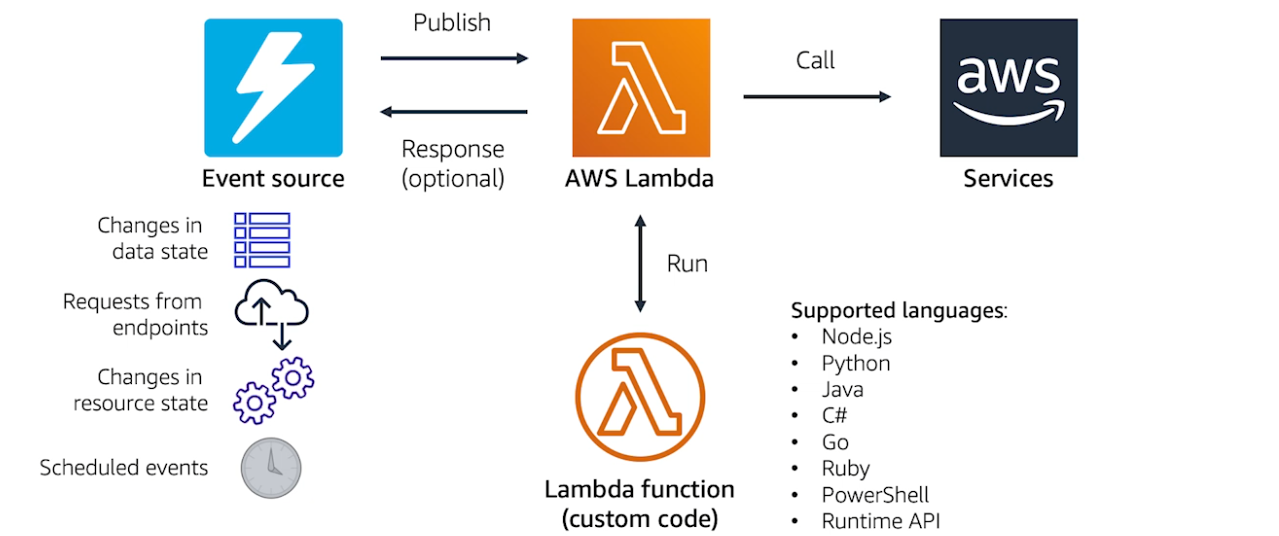 Publish
Call
aws
Response
(optional)
Event source
AWS Lambda
Services
Changes in
data state
Requests from
endpoints
Changes in
resource state
Scheduled events
Run
Lambda function
(custom code)
Supported languages:
• Node.js
• Python
• Java
• C#
• Go
• Ruby
• PowerShell
• Runtime API